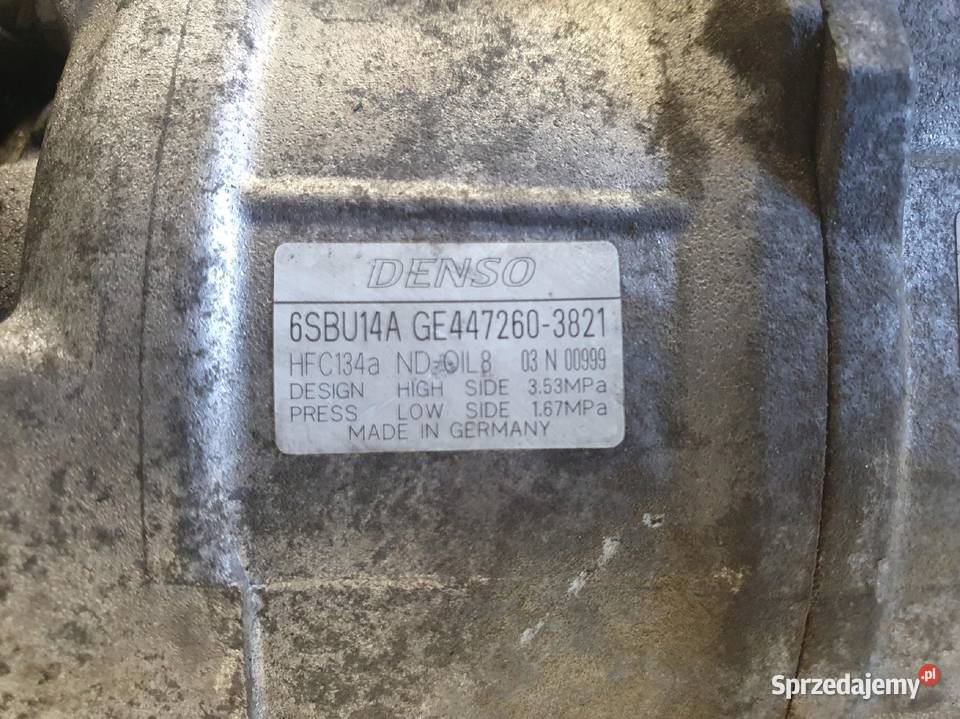 DENSO
6SBU14A GE447260-3821
HFC134a ND-OIL8 03 N 00999
DESIGN HIGH SIDE 3.53MPa
PRESS LOW SIDE 1.67MPa
MADE IN GERMANY
Sprzedajemy .pl